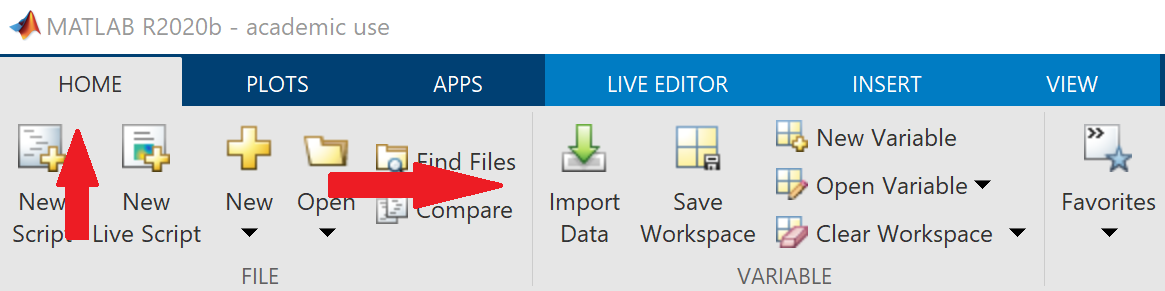 MATLAB R2020b - academic use
HOME PLOTS APPS LIVE EDITOR INSERT VIEW
New Script
New Live Script
New
Open
Find Files
Compare
Import Data
Save Workspace
New Variable
Open Variable
Clear Workspace
Favorites
FILE VARIABLE